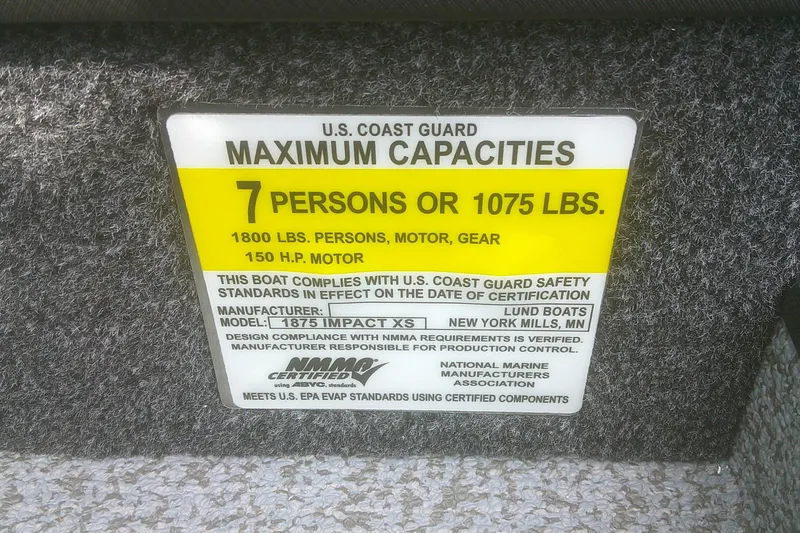 U.S. COAST GUARD
MAXIMUM CAPACITIES
7 PERSONS OR 1075 LBS.
1800 LBS. PERSONS, MOTOR, GEAR
150 H.P. MOTOR
THIS BOAT COMPLIES WITH U.S. COAST GUARD SAFETY
STANDARDS IN EFFECT ON THE DATE OF CERTIFICATION
MANUFACTURER: LUND BOATS
MODEL: 1875 IMPACT XS NEW YORK MILLS, MN
DESIGN COMPLIANCE WITH NMMA REQUIREMENTS IS VERIFIED.
MANUFACTURER RESPONSIBLE FOR PRODUCTION CONTROL.
NMMA®
CERTIFIED
using ABYC. standards
NATIONAL MARINE
MANUFACTURERS
ASSOCIATION
MEETS U.S. EPA EVAP STANDARDS USING CERTIFIED COMPONENTS